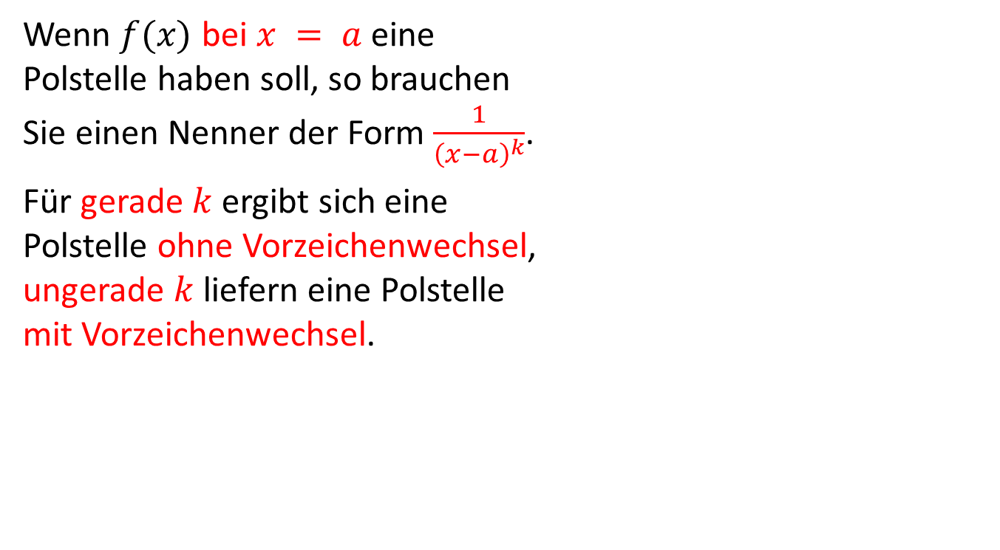 Wenn f(x) bei x = a eine
Polstelle haben soll, so brauchen
Sie einen Nenner der Form \frac{1}{(x-a)^k}.
Für gerade k ergibt sich eine
Polstelle ohne Vorzeichenwechsel,
ungerade k liefern eine Polstelle
mit Vorzeichenwechsel.